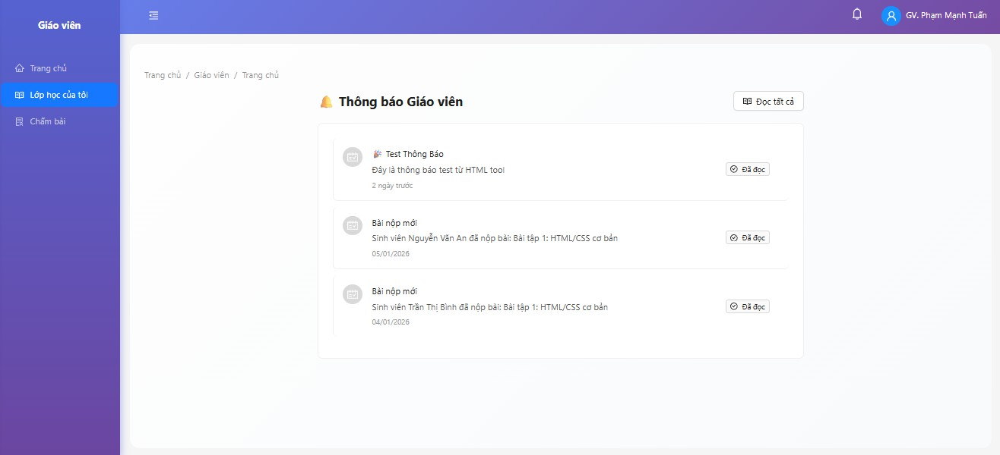 Giáo viên
GV. Phạm Mạnh Tuấn
Trang chủ
Lớp học của tôi
Chấm bài
Trang chủ / Giáo viên / Trang chủ
Thông báo Giáo viên
Đọc tất cả
Test Thông Báo
Đây là thông báo test từ HTML tool
2 ngày trước
Đã đọc
Bài nộp mới
Sinh viên Nguyễn Văn An đã nộp bài: Bài tập 1: HTML/CSS cơ bản
05/01/2026
Đã đọc
Bài nộp mới
Sinh viên Trần Thị Bình đã nộp bài: Bài tập 1: HTML/CSS cơ bản
04/01/2026
Đã đọc